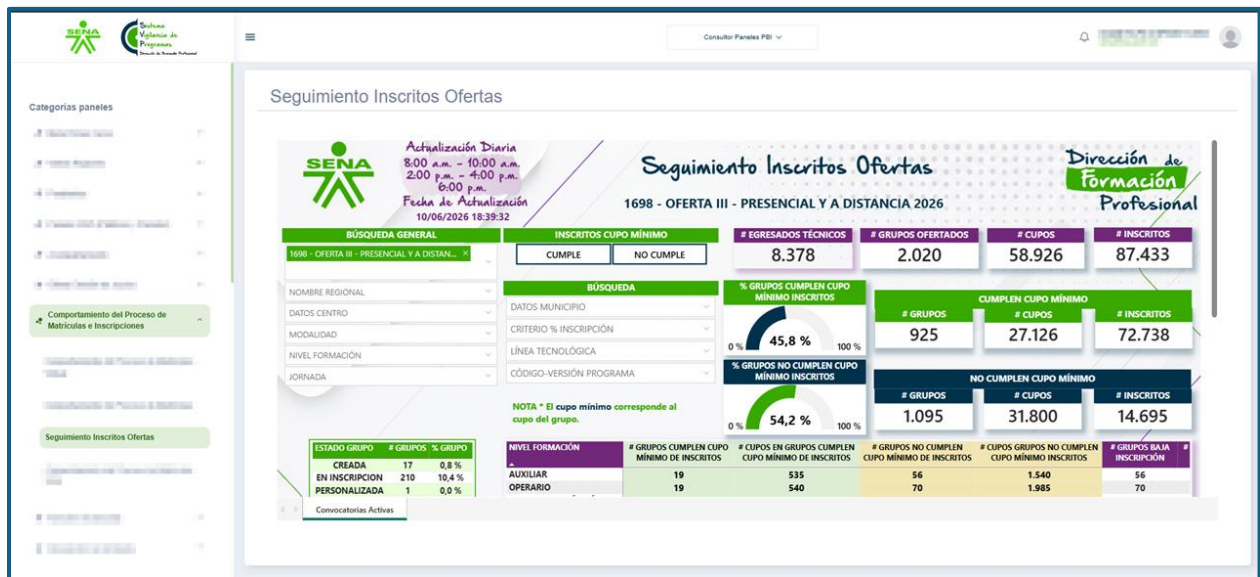 SENA
Sistema
Vigilancia de
Programas
Dirección de Formación Profesional
Consultor Paneles PBI
Categorías paneles
Comportamiento del Proceso de
Matrículas e Inscripciones
Seguimiento Inscritos Ofertas
Seguimiento Inscritos Ofertas
SENA
Actualización Diaria
8:00 a.m. - 10:00 a.m.
2:00 p.m. - 4:00 p.m.
6:00 p.m.
Fecha de Actualización
10/06/2026 18:39:32
Seguimiento Inscritos Ofertas
1698 - OFERTA III - PRESENCIAL Y A DISTANCIA 2026
Dirección de
Formación
Profesional
BÚSQUEDA GENERAL
1698 - OFERTA III - PRESENCIAL Y A DISTAN... ×
NOMBRE REGIONAL
DATOS CENTRO
MODALIDAD
NIVEL FORMACIÓN
JORNADA
INSCRITOS CUPO MÍNIMO
CUMPLE NO CUMPLE
BÚSQUEDA
DATOS MUNICIPIO
CRITERIO % INSCRIPCIÓN
LÍNEA TECNOLÓGICA
CÓDIGO-VERSIÓN PROGRAMA
NOTA * El cupo mínimo corresponde al
cupo del grupo.
# EGRESADOS TÉCNICOS # GRUPOS OFERTADOS # CUPOS # INSCRITOS
8.378 2.020 58.926 87.433
% GRUPOS CUMPLEN CUPO
MÍNIMO INSCRITOS
45,8 %
0 % 100 %
CUMPLEN CUPO MÍNIMO
# GRUPOS # CUPOS # INSCRITOS
925 27.126 72.738
% GRUPOS NO CUMPLEN CUPO
MÍNIMO INSCRITOS
54,2 %
0 % 100 %
NO CUMPLEN CUPO MÍNIMO
# GRUPOS # CUPOS # INSCRITOS
1.095 31.800 14.695
ESTADO GRUPO # GRUPOS % GRUPO
CREADA 17 0,8 %
EN INSCRIPCION 210 10,4 %
PERSONALIZADA 1 0,0 %
NIVEL FORMACIÓN # GRUPOS CUMPLEN CUPO # CUPOS EN GRUPOS CUMPLEN # GRUPOS NO CUMPLEN # CUPOS GRUPOS NO CUMPLEN # GRUPOS BAJA #
MÍNIMO DE INSCRITOS CUPO MÍNIMO DE INSCRITOS CUPO MÍNIMO DE INSCRITOS CUPO MÍNIMO INSCRITOS INSCRIPCIÓN
AUXILIAR 19 535 56 1.540 56
OPERARIO 19 540 70 1.985 70
Convocatorias Activas